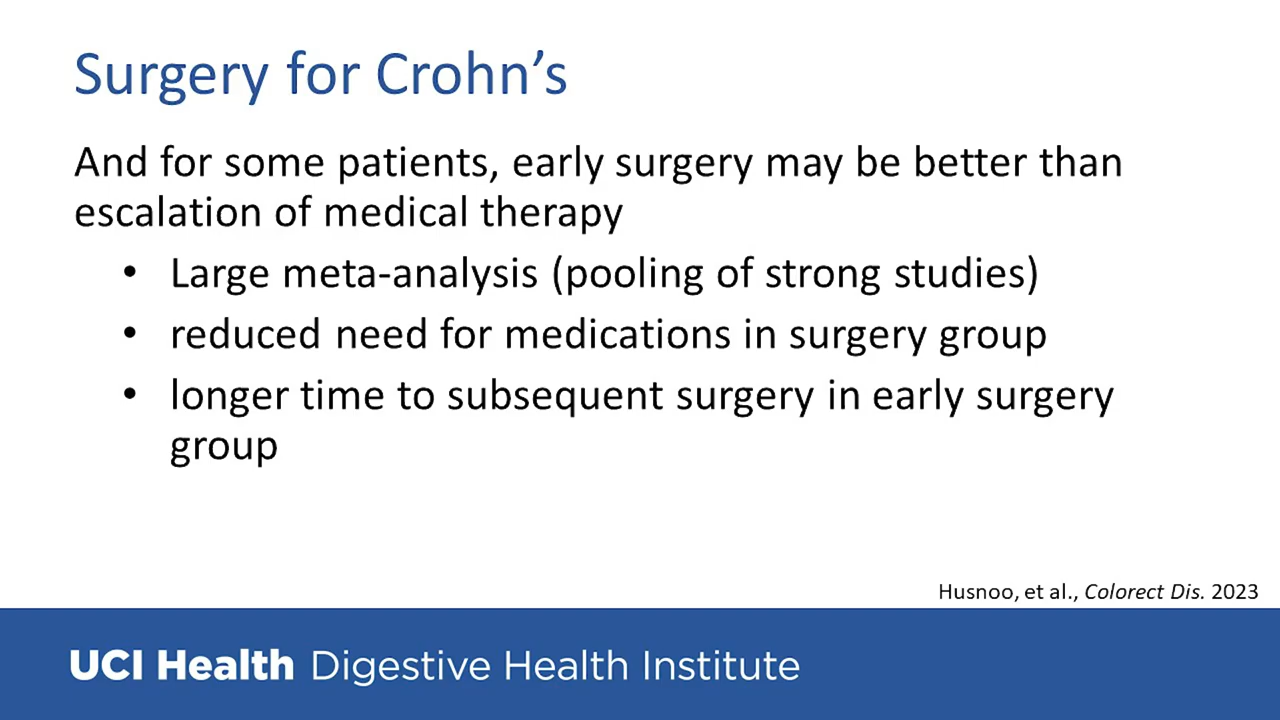 Surgery for Crohn’s
And for some patients, early surgery may be better than
escalation of medical therapy
• Large meta-analysis (pooling of strong studies)
• reduced need for medications in surgery group
• longer time to subsequent surgery in early surgery
group
Husnoo, et al., Colorect Dis. 2023
UCI Health Digestive Health Institute